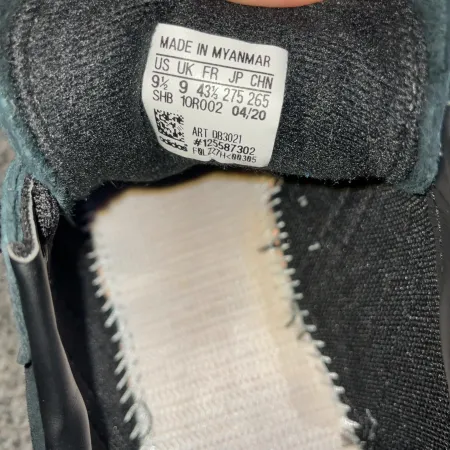 MADE IN MYANMAR
US UK FR JP CHN
9½ 9 43⅓ 275 265
SHB 10R002 04/20
ART DB3021
#125587302
adidas